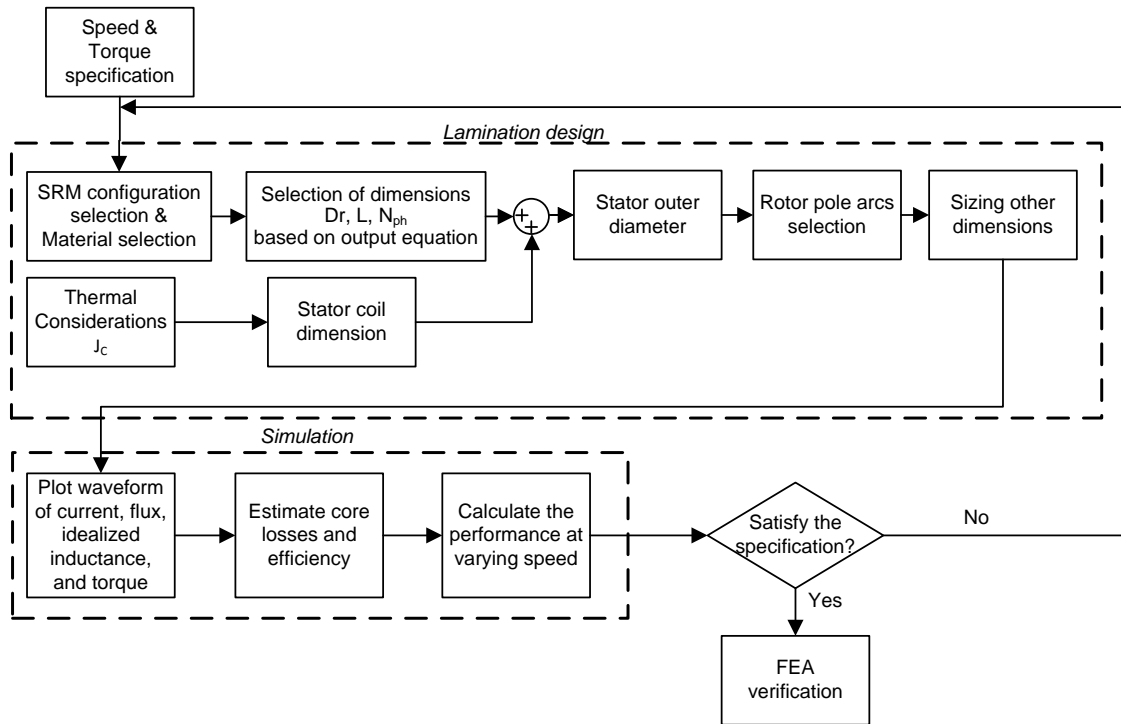 Speed &
Torque
specification
Lamination design
SRM configuration
selection &
Material selection
Selection of dimensions
Dr, L, Nph
based on output equation
+
+
Stator outer
diameter
Rotor pole arcs
selection
Sizing other
dimensions
Thermal
Considerations
JC
Stator coil
dimension
Simulation
Plot waveform
of current, flux,
idealized
inductance,
and torque
Estimate core
losses and
efficiency
Calculate the
performance at
varying speed
Satisfy the
specification?
No
Yes
FEA
verification